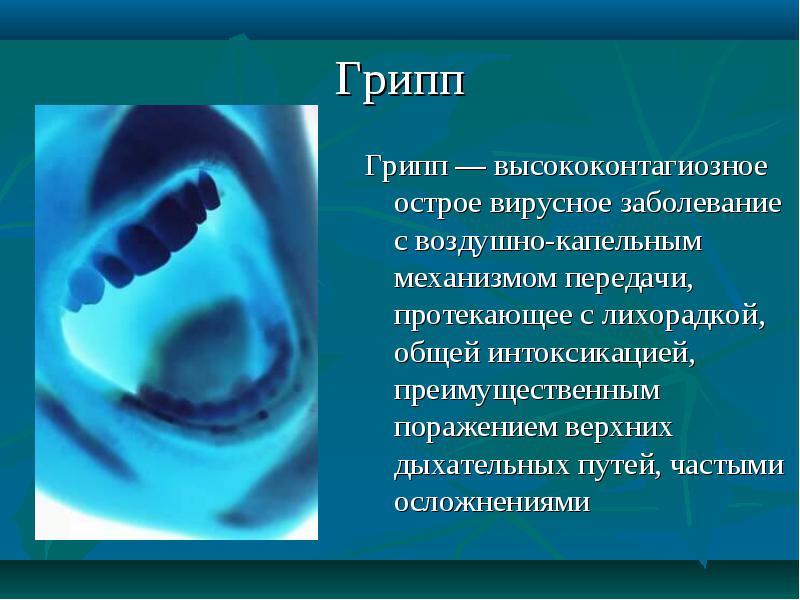 Грипп
Грипп — высококонтагиозное
острое вирусное заболевание
с воздушно-капельным
механизмом передачи,
протекающее с лихорадкой,
общей интоксикацией,
преимущественным
поражением верхних
дыхательных путей, частыми
осложнениями